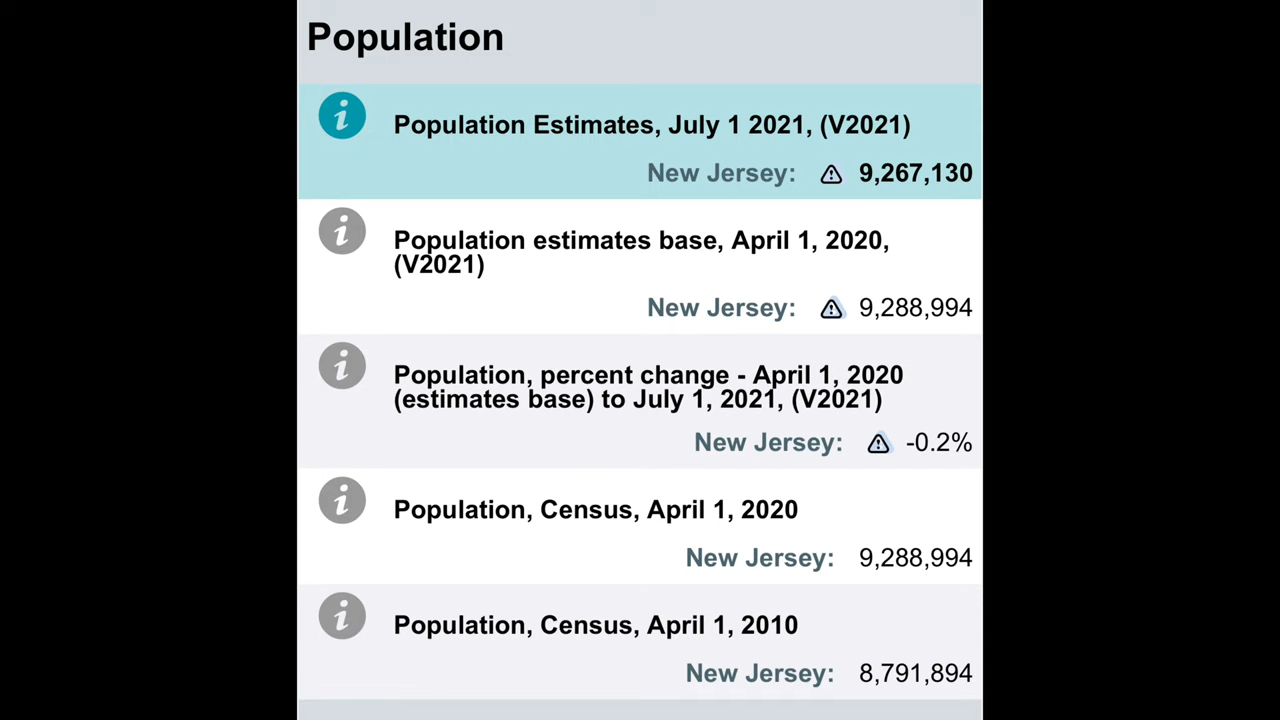 Population
Population Estimates, July 1 2021, (V2021)
New Jersey: 9,267,130
Population estimates base, April 1, 2020,
(V2021)
New Jersey: 9,288,994
Population, percent change - April 1, 2020
(estimates base) to July 1, 2021, (V2021)
New Jersey: -0.2%
Population, Census, April 1, 2020
New Jersey: 9,288,994
Population, Census, April 1, 2010
New Jersey: 8,791,894